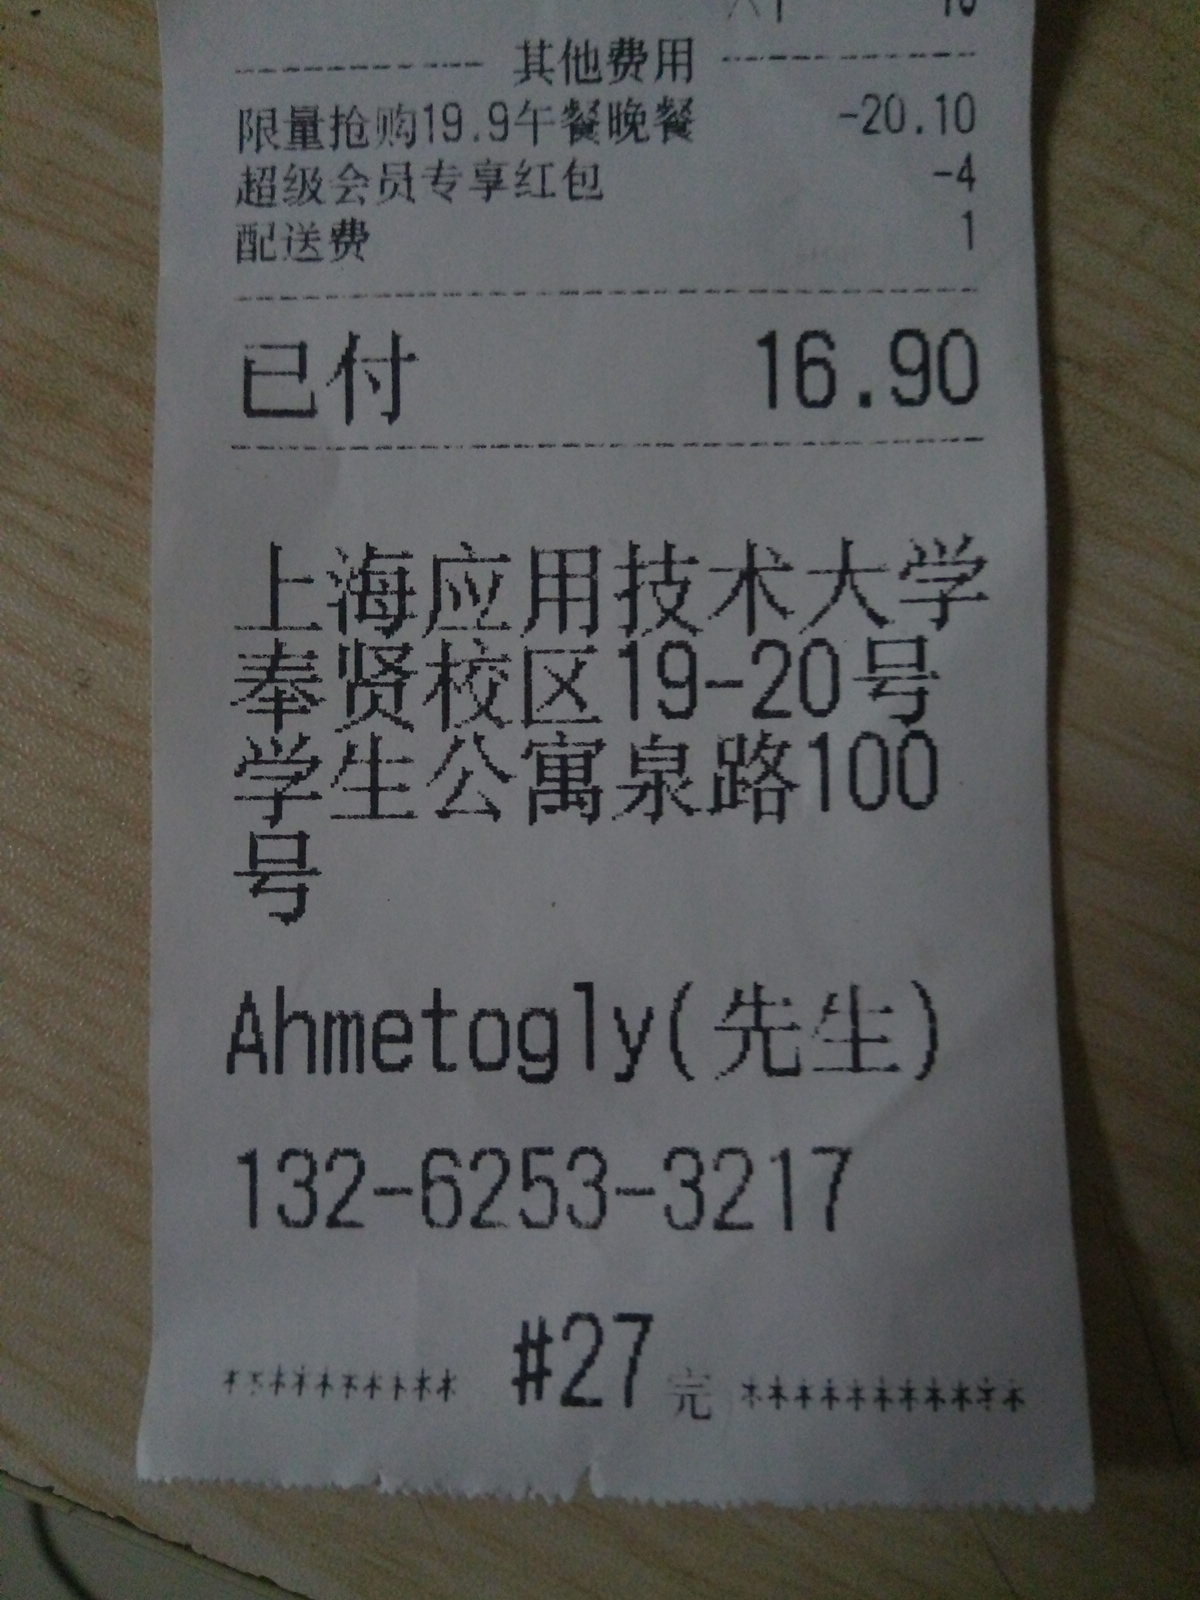 其他费用
限量抢购19.9午餐晚餐 -20.10
超级会员专享红包 -4
配送费 1
已付 16.90
上海应用技术大学
奉贤校区19-20号
学生公寓泉路100
号
Ahmetogly(先生)
132-6253-3217
********** #27 完 ***********